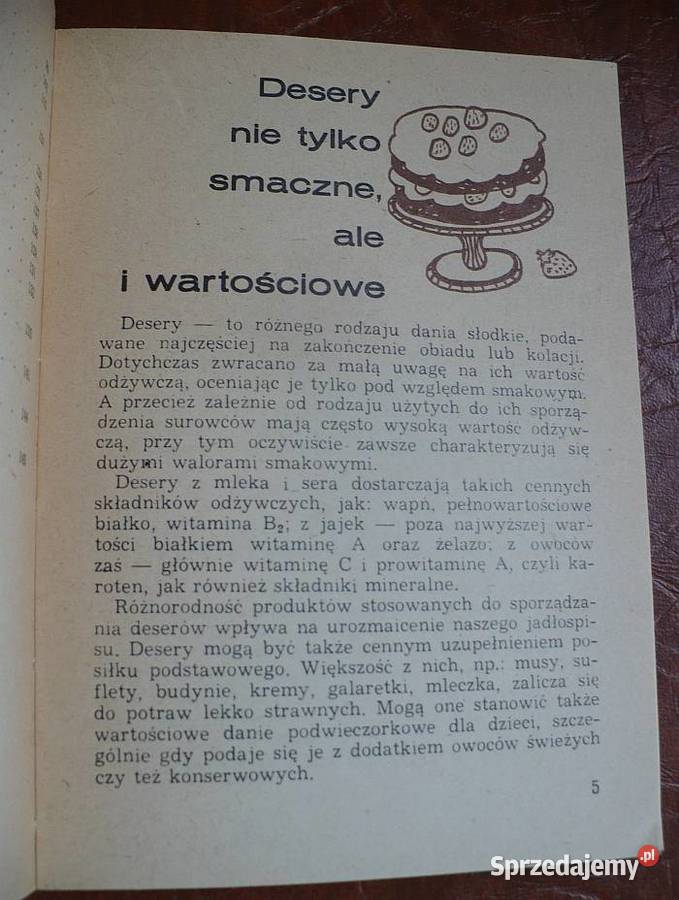 Desery
nie tylko
smaczne,
ale
i wartościowe
Desery — to różnego rodzaju dania słodkie, poda-
wane najczęściej na zakończenie obiadu lub kolacji.
Dotychczas zwracano za małą uwagę na ich wartość
odżywczą, oceniając je tylko pod względem smakowym.
A przecież zależnie od rodzaju użytych do ich sporzą-
dzenia surowców mają często wysoką wartość odżyw-
czą, przy tym oczywiście zawsze charakteryzują się
dużymi walorami smakowymi.
Desery z mleka i sera dostarczają takich cennych
składników odżywczych, jak: wapń, pełnowartościowe
białko, witamina B₂; z jajek — poza najwyższej war-
tości białkiem witaminę A oraz żelazo; z owoców
zaś — głównie witaminę C i prowitaminę A, czyli ka-
roten, jak również składniki mineralne.
Różnorodność produktów stosowanych do sporządza-
nia deserów wpływa na urozmaicenie naszego jadłospi-
su. Desery mogą być także cennym uzupełnieniem po-
siłku podstawowego. Większość z nich, np.: musy, su-
flety, budynie, kremy, galaretki, mleczka, zalicza się
do potraw lekko strawnych. Mogą one stanowić także
wartościowe danie podwieczorkowe dla dzieci, szcze-
gólnie gdy podaje się je z dodatkiem owoców świeżych
czy też konserwowych.
5
Sprzedajemy.pl